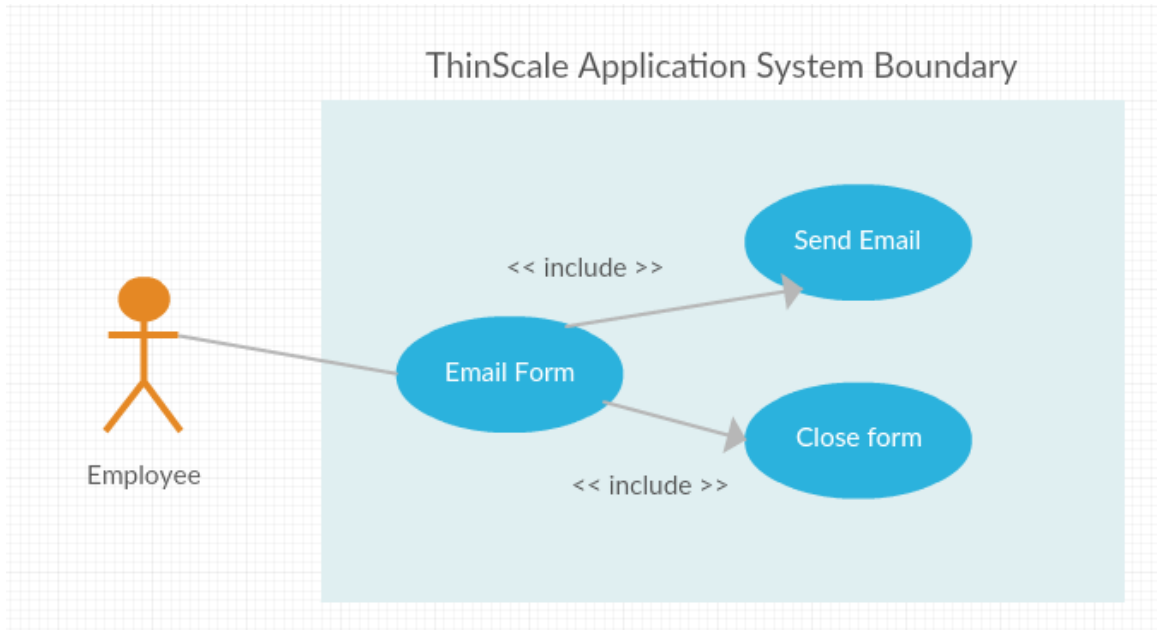 ThinScale Application System Boundary
Send Email
<< include >>
Email Form
Close form
Employee
<< include >>